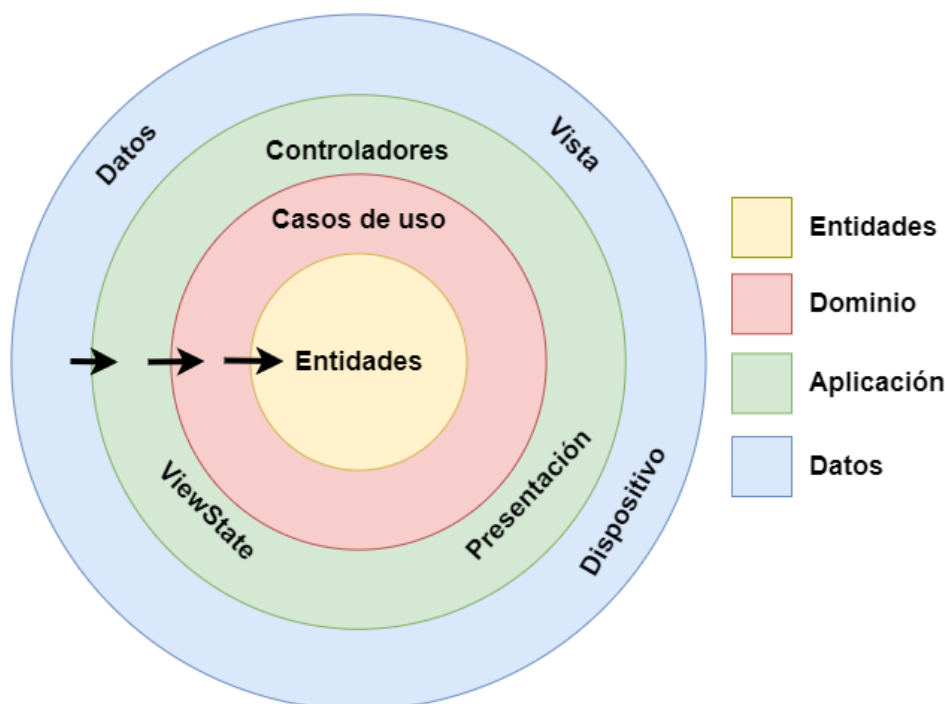 Datos
Vista
Controladores
Casos de uso
Entidades
ViewState
Presentación
Dispositivo
Entidades
Dominio
Aplicación
Datos